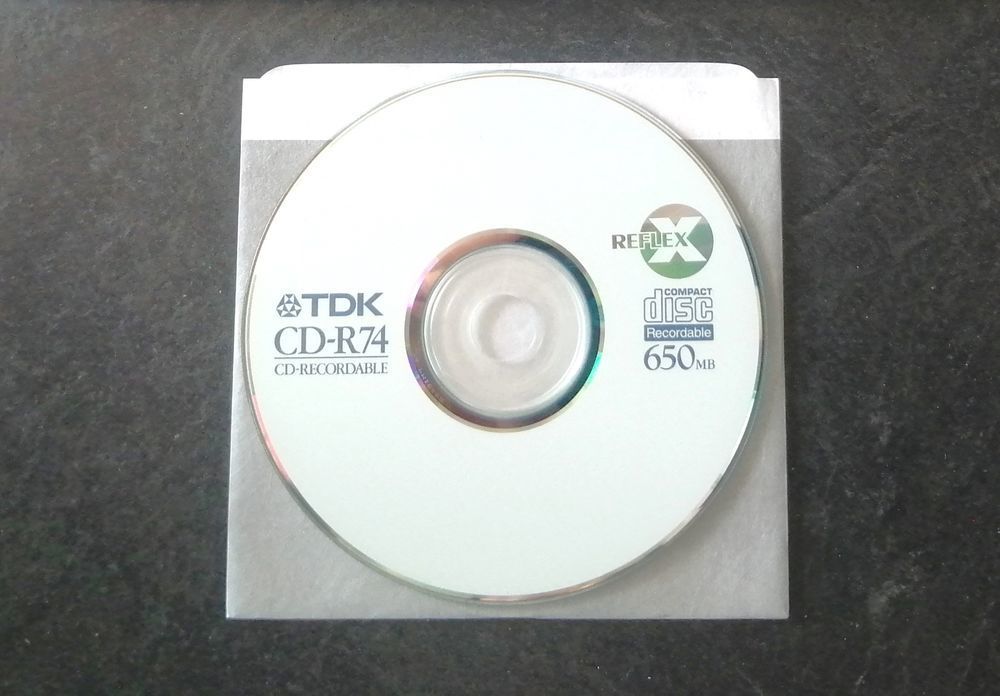 TDK
CD-R74
CD-RECORDABLE
REFLEX X
COMPACT
disc
Recordable
650MB